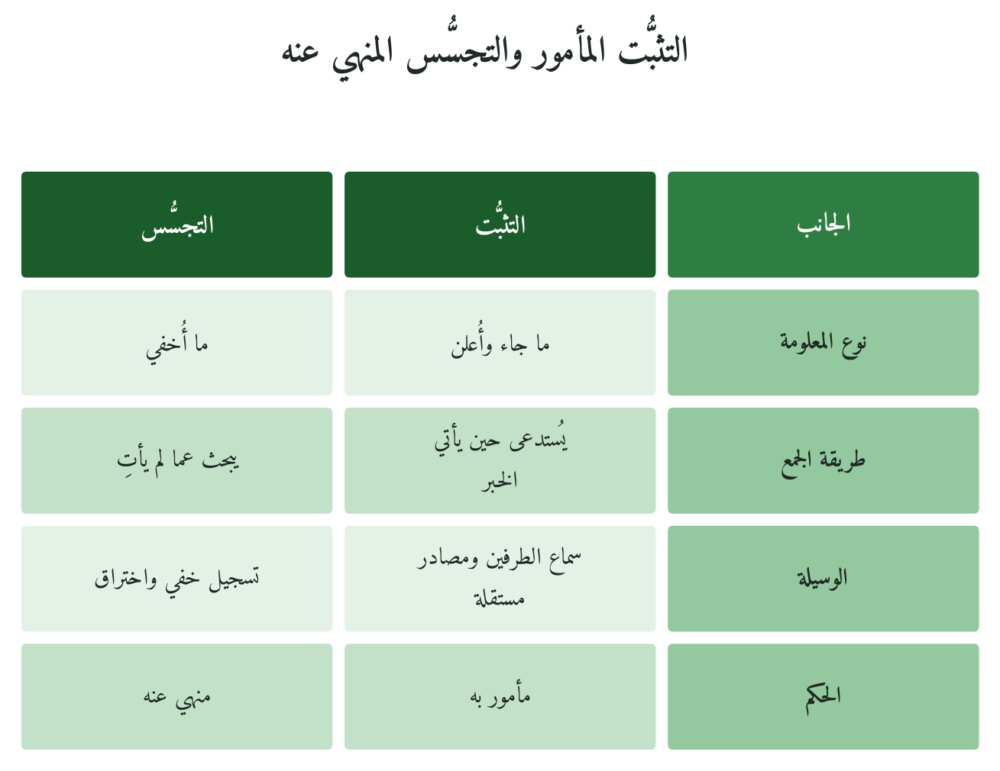 التثبُّت المأمور والتجسُّس المنهي عنه
الجانب
التثبُّت
التجسُّس
نوع المعلومة
ما جاء وأُعلن
ما أُخفي
طريقة الجمع
يُستدعى حين يأتي
الخبر
يبحث عما لم يأتِ
الوسيلة
سماع الطرفين ومصادر
مستقلة
تسجيل خفي واختراق
الحكم
مأمور به
منهي عنه